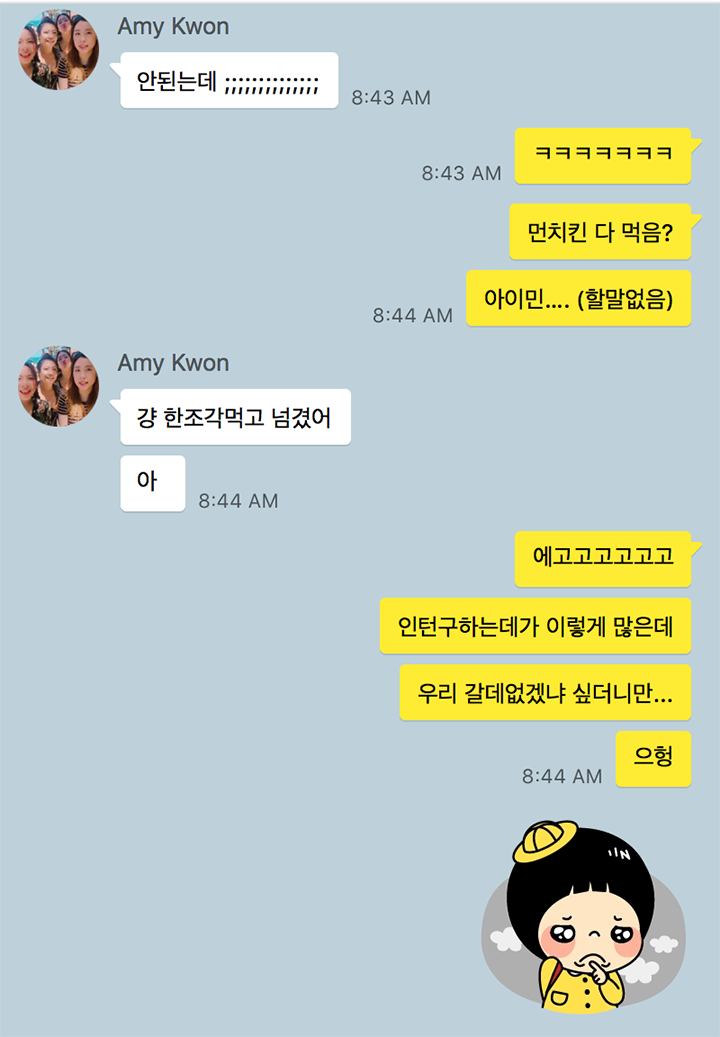 Amy Kwon
안된는데 ;;;;;;;;;;;;;;
8:43 AM
ㅋㅋㅋㅋㅋㅋㅋ
8:43 AM
먼치킨 다 먹음?
아이민.... (할말없음)
8:44 AM
Amy Kwon
걍 한조각먹고 넘겼어
아
8:44 AM
에고고고고고고
인턴구하는데가 이렇게 많은데
우리 갈데없겠냐 싶더니만...
으헝
8:44 AM